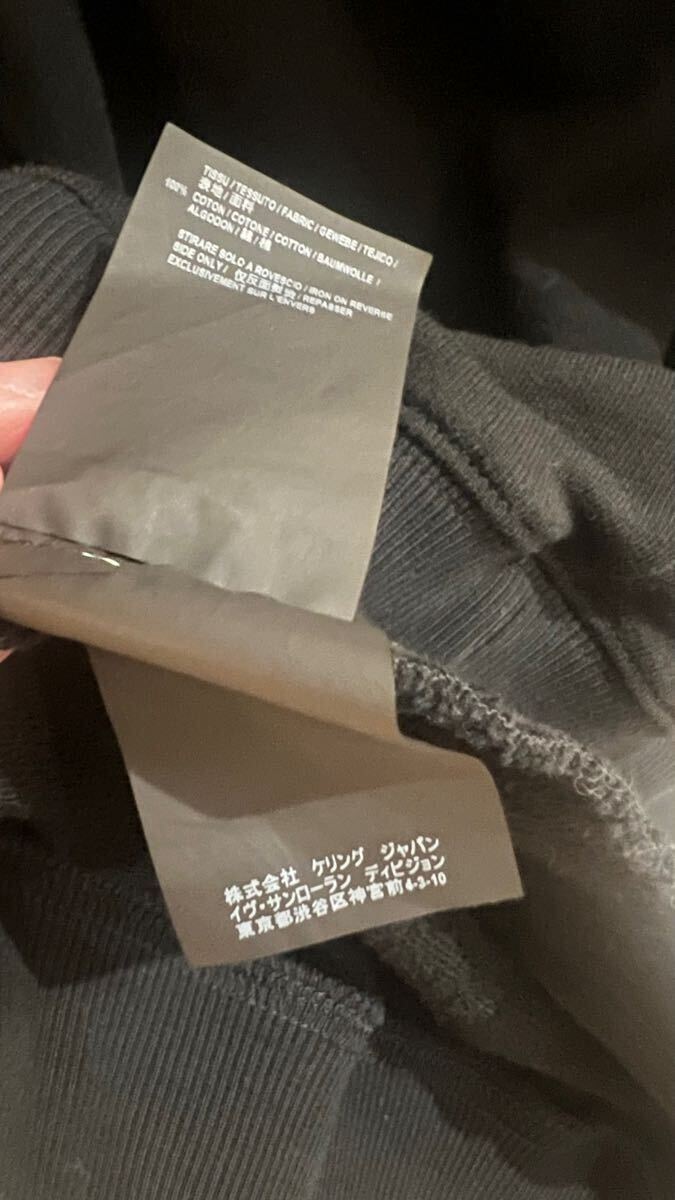 TISSU / TESSUTO / FABRIC / GEWEBE / TEJIDO /
表地 / 面料
100% COTON / COTONE / COTTON / BAUMWOLLE /
ALGODON / 綿 / 棉
STIRARE SOLO A ROVESCIO / IRON ON REVERSE
SIDE ONLY / 仅反面熨烫 / REPASSER
EXCLUSIVEMENT SUR L'ENVERS
株式会社 ケリング ジャパン
イヴ・サンローラン ディビジョン
東京都渋谷区神宮前4-3-10